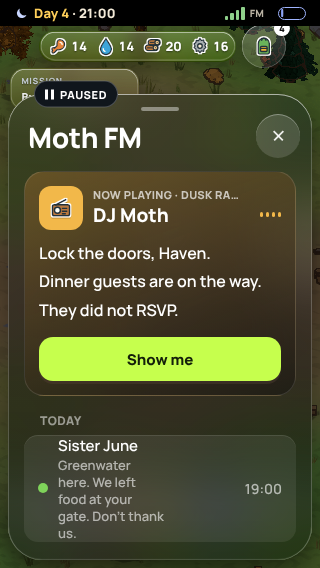 Day 4 · 21:00
FM
14
14
20
16
4
MISSION
PAUSED
Moth FM
NOW PLAYING · DUSK RA...
DJ Moth
Lock the doors, Haven.
Dinner guests are on the way.
They did not RSVP.
Show me
TODAY
Sister June
Greenwater
here. We left
food at your
gate. Don't thank
us.
19:00